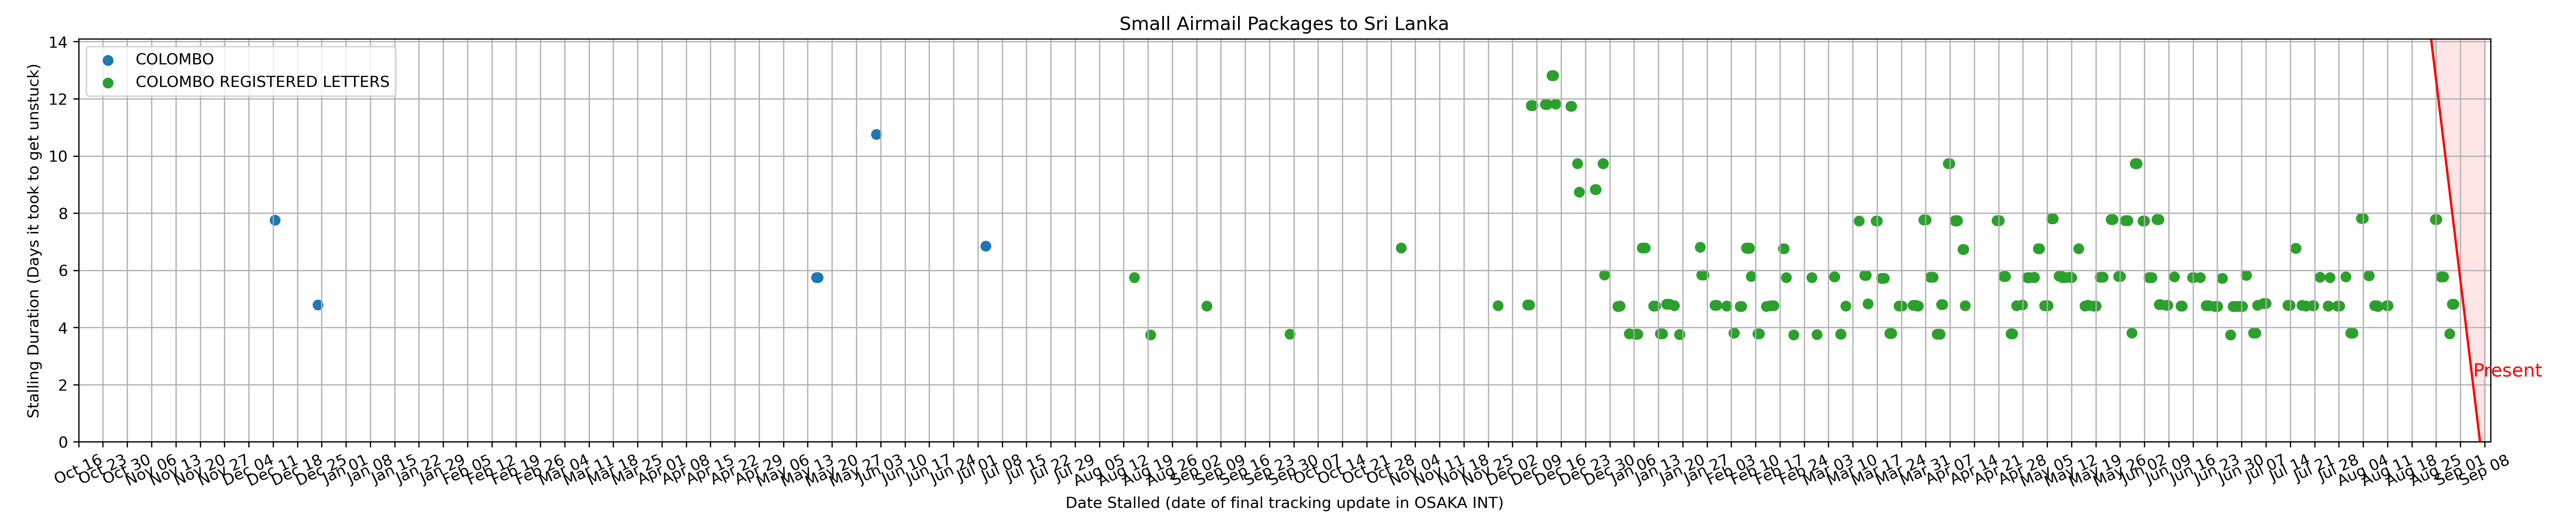 Small Airmail Packages to Sri Lanka
COLOMBO
COLOMBO REGISTERED LETTERS
Stalling Duration (Days it took to get unstuck)
14
12
10
8
6
4
2
0
Present
Oct 16
Oct 23
Oct 30
Nov 06
Nov 13
Nov 20
Nov 27
Dec 04
Dec 11
Dec 18
Dec 25
Jan 01
Jan 08
Jan 15
Jan 22
Jan 29
Feb 05
Feb 12
Feb 19
Feb 26
Mar 04
Mar 11
Mar 18
Mar 25
Apr 01
Apr 08
Apr 15
Apr 22
Apr 29
May 06
May 13
May 20
May 27
Jun 03
Jun 10
Jun 17
Jun 24
Jul 01
Jul 08
Jul 15
Jul 22
Jul 29
Aug 05
Aug 12
Aug 19
Aug 26
Sep 02
Sep 09
Sep 16
Sep 23
Sep 30
Oct 07
Oct 14
Oct 21
Oct 28
Nov 04
Nov 11
Nov 18
Nov 25
Dec 02
Dec 09
Dec 16
Dec 23
Dec 30
Jan 06
Jan 13
Jan 20
Jan 27
Feb 03
Feb 10
Feb 17
Feb 24
Mar 03
Mar 10
Mar 17
Mar 24
Mar 31
Apr 07
Apr 14
Apr 21
Apr 28
May 05
May 12
May 19
May 26
Jun 02
Jun 09
Jun 16
Jun 23
Jun 30
Jul 07
Jul 14
Jul 21
Jul 28
Aug 04
Aug 11
Aug 18
Aug 25
Sep 01
Sep 08
Date Stalled (date of final tracking update in OSAKA INT)